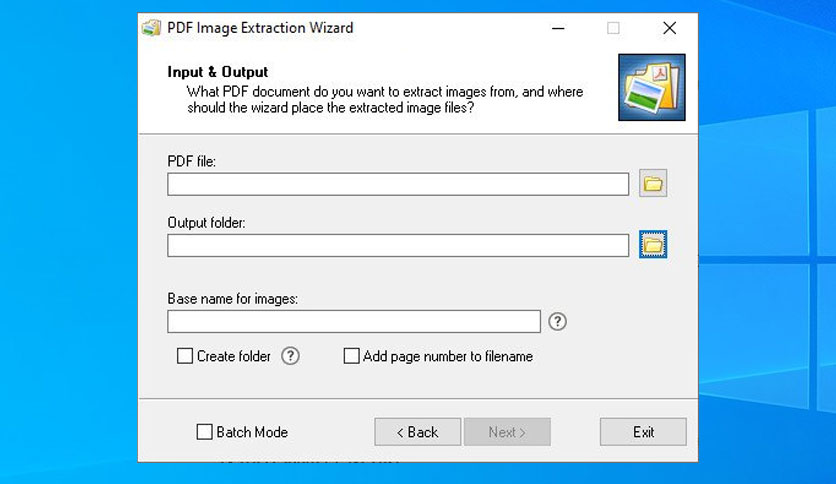 PDF Image Extraction Wizard
Input & Output
What PDF document do you want to extract images from, and where
should the wizard place the extracted image files?
PDF file:
Output folder:
Base name for images:
?
Create folder ? Add page number to filename
Batch Mode < Back Next > Exit